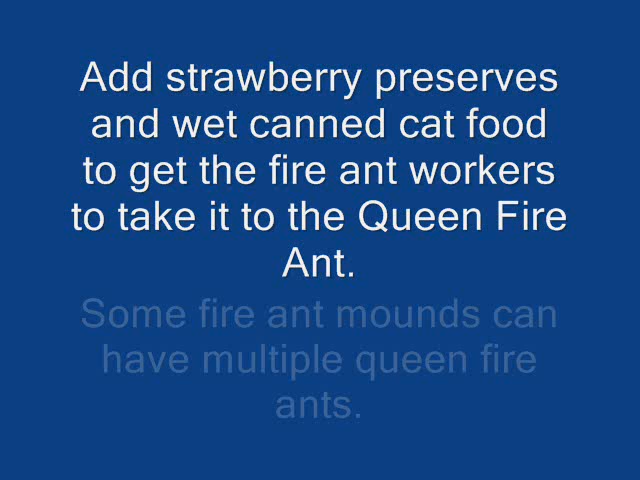 Add strawberry preserves
and wet canned cat food
to get the fire ant workers
to take it to the Queen Fire
Ant.
Some fire ant mounds can
have multiple queen fire
ants.